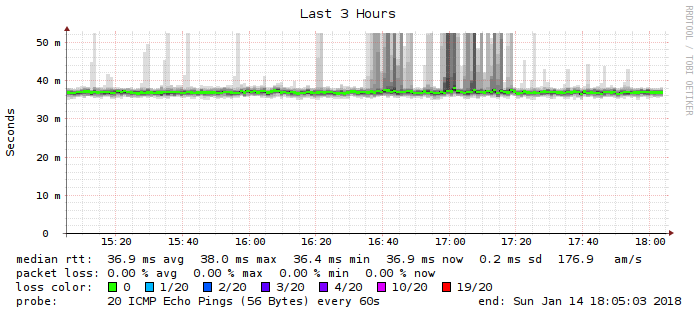 Last 3 Hours
RRDTOOL / TOBI OETIKER
Seconds
50 m
40 m
30 m
20 m
10 m
0
15:20 15:40 16:00 16:20 16:40 17:00 17:20 17:40 18:00
median rtt: 36.9 ms avg 38.0 ms max 36.4 ms min 36.9 ms now 0.2 ms sd 176.9 am/s
packet loss: 0.00 % avg 0.00 % max 0.00 % min 0.00 % now
loss color: 0 1/20 2/20 3/20 4/20 10/20 19/20
probe: 20 ICMP Echo Pings (56 Bytes) every 60s end: Sun Jan 14 18:05:03 2018